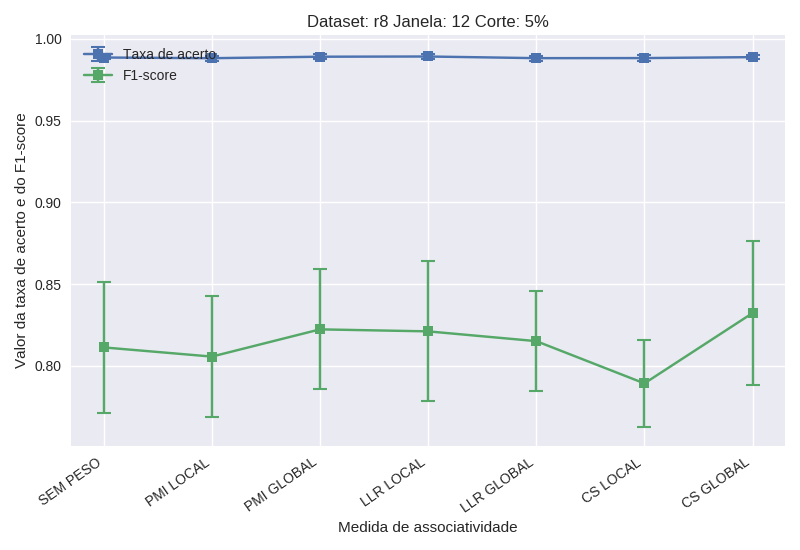 Dataset: r8 Janela: 12 Corte: 5%
Taxa de acerto
F1-score
Valor da taxa de acerto e do F1-score
1.00
0.95
0.90
0.85
0.80
SEM PESO
PMI LOCAL
PMI GLOBAL
LLR LOCAL
LLR GLOBAL
CS LOCAL
CS GLOBAL
Medida de associatividade